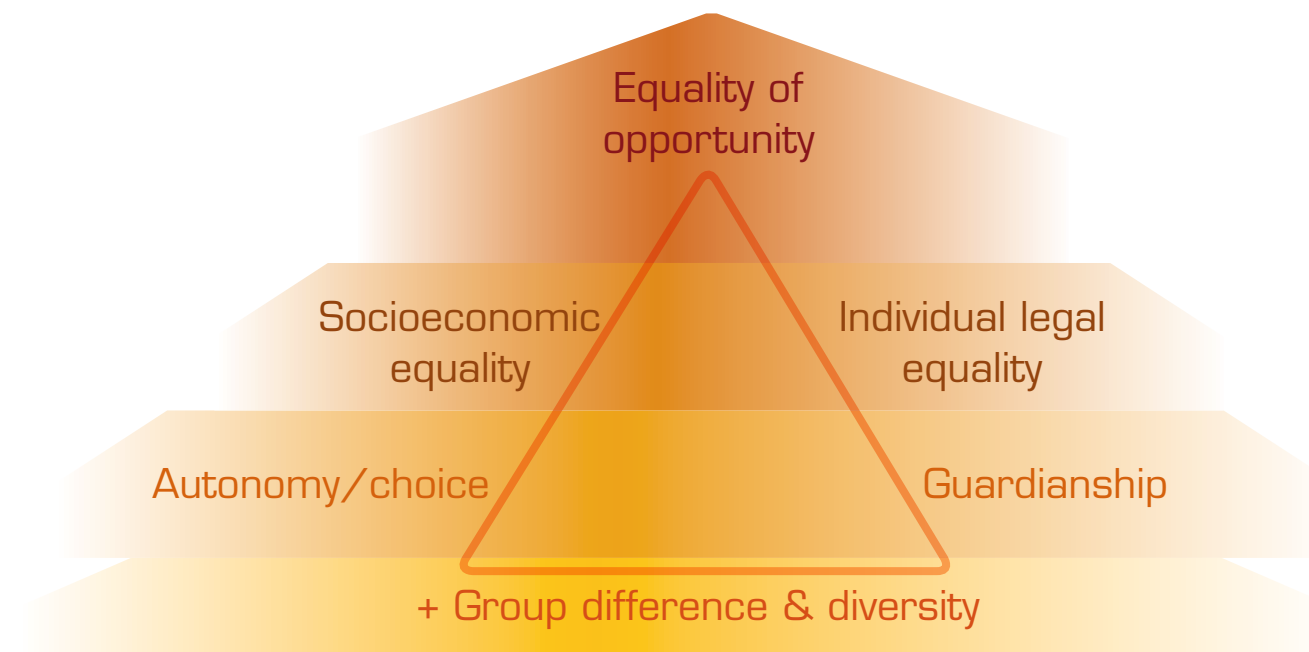 Equality of
opportunity
Socioeconomic
equality
Individual legal
equality
Autonomy/choice
Guardianship
+ Group difference & diversity